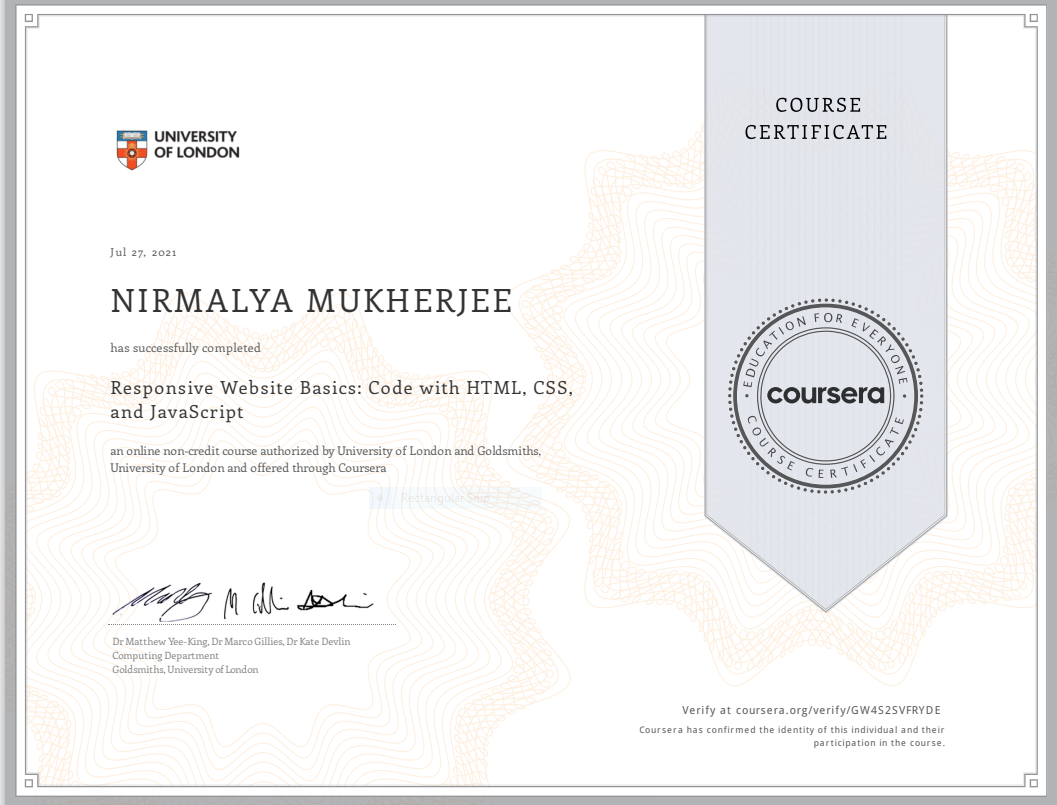 COURSE
CERTIFICATE
UNIVERSITY
OF LONDON
Jul 27, 2021
NIRMALYA MUKHERJEE
has successfully completed
Responsive Website Basics: Code with HTML, CSS,
and JavaScript
an online non-credit course authorized by University of London and Goldsmiths,
University of London and offered through Coursera
Rectangular Snip
EDUCATION FOR EVERYONE
coursera
COURSE CERTIFICATE
Dr Matthew Yee-King, Dr Marco Gillies, Dr Kate Devlin
Computing Department
Goldsmiths, University of London
Verify at coursera.org/verify/GW4S2SVFRYDE
Coursera has confirmed the identity of this individual and their
participation in the course.